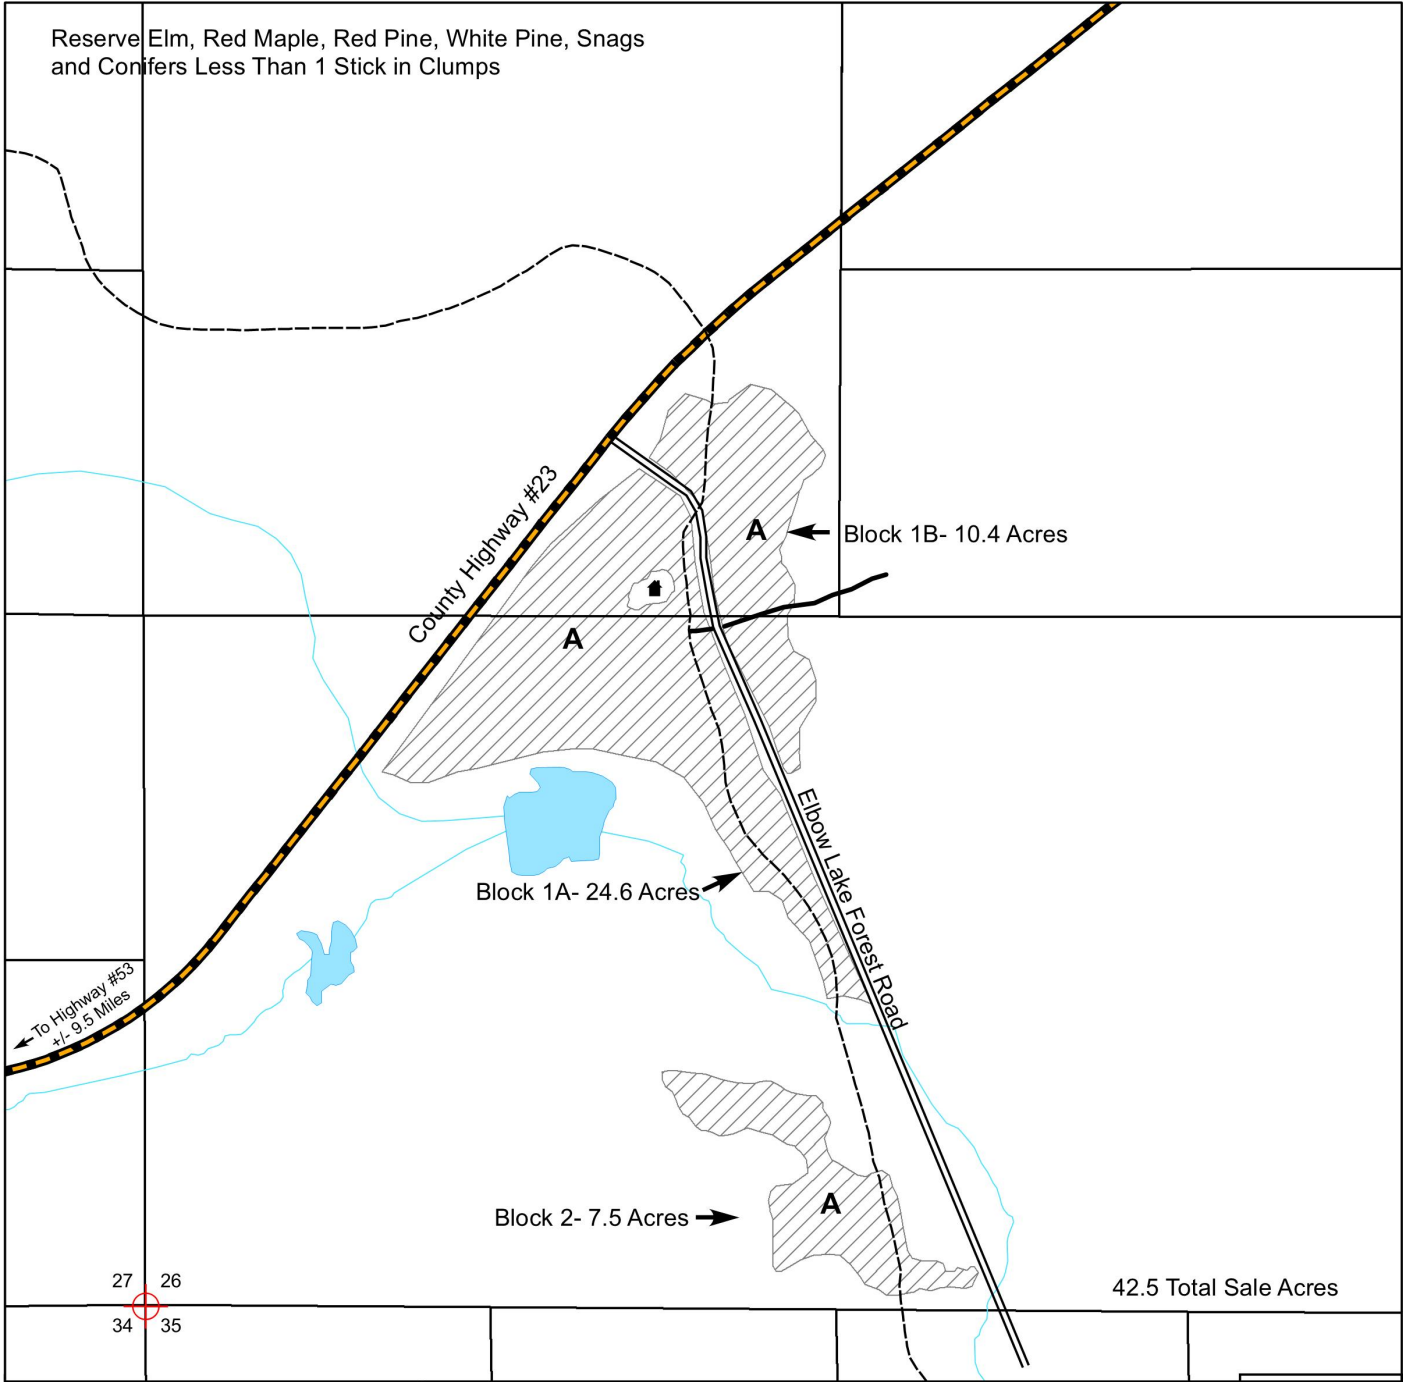 Reserve Elm, Red Maple, Red Pine, White Pine, Snags
and Conifers Less Than 1 Stick in Clumps
County Highway #23
A
Block 1B- 10.4 Acres
A
Elbow Lake Forest Road
Block 1A- 24.6 Acres
To Highway #53
+/- 9.5 Miles
A
Block 2- 7.5 Acres
27 26
34 35
42.5 Total Sale Acres